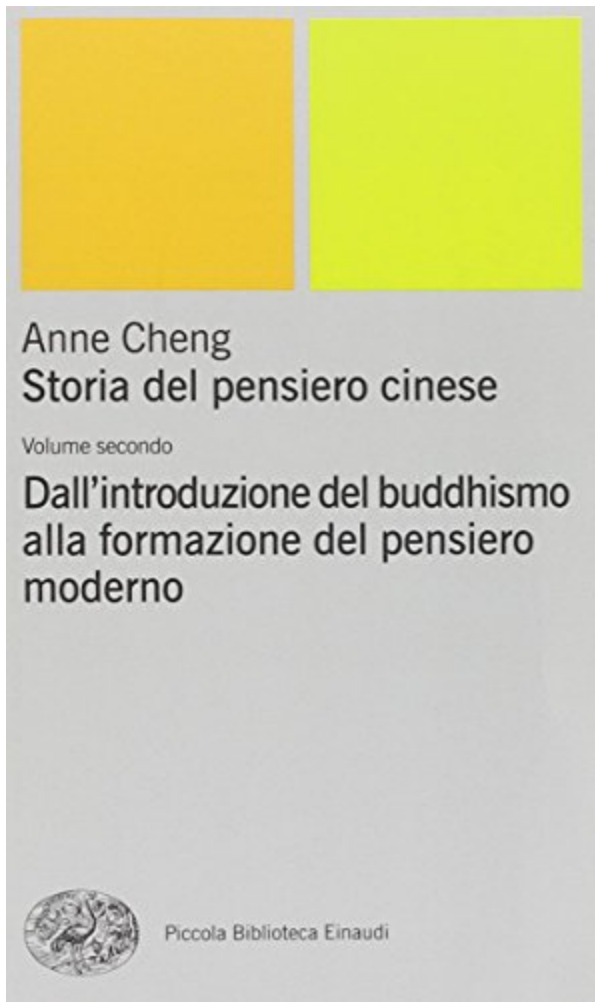 Anne Cheng
Storia del pensiero cinese
Volume secondo
Dall'introduzione del buddhismo
alla formazione del pensiero
moderno
Piccola Biblioteca Einaudi